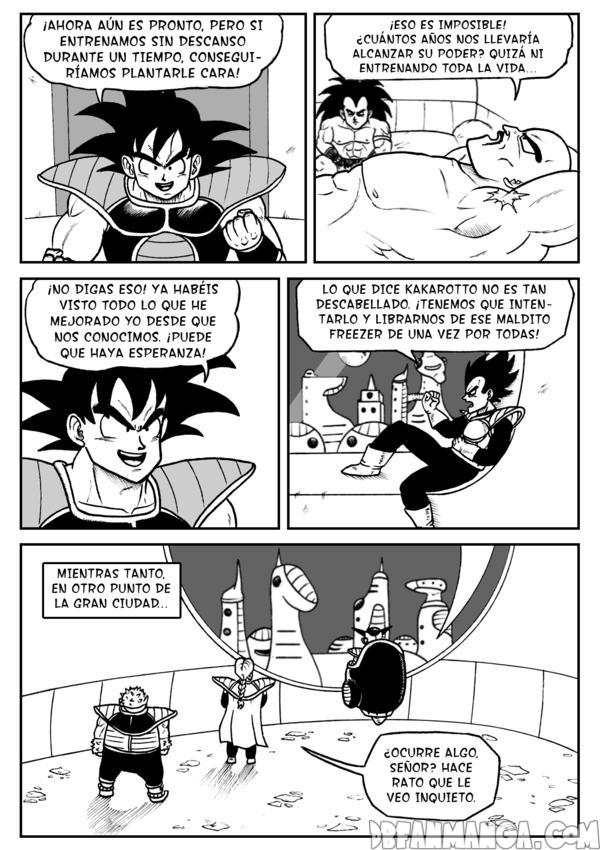 ¡AHORA AÚN ES PRONTO, PERO SI
ENTRENAMOS SIN DESCANSO
DURANTE UN TIEMPO, CONSEGUI-
RÍAMOS PLANTARLE CARA!
¡ESO ES IMPOSIBLE!
¿CUÁNTOS AÑOS NOS LLEVARÍA
ALCANZAR SU PODER? QUIZÁ NI
ENTRENANDO TODA LA VIDA...
¡NO DIGAS ESO! YA HABÉIS
VISTO TODO LO QUE HE
MEJORADO YO DESDE QUE
NOS CONOCIMOS. ¡PUEDE
QUE HAYA ESPERANZA!
LO QUE DICE KAKAROTTO NO ES TAN
DESCABELLADO. ¡TENEMOS QUE INTEN-
TARLO Y LIBRARNOS DE ESE MALDITO
FREEZER DE UNA VEZ POR TODAS!
MIENTRAS TANTO,
EN OTRO PUNTO DE
LA GRAN CIUDAD...
¿OCURRE ALGO,
SEÑOR? HACE
RATO QUE LE
VEO INQUIETO.
DBFANMANGA.COM